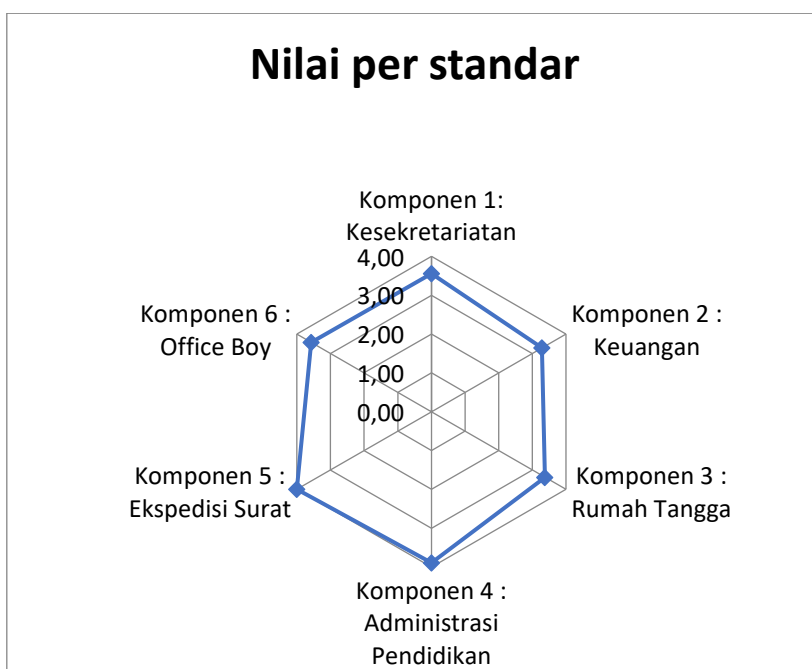 Nilai per standar
Komponen 1:
Kesekretariatan
4,00
3,00
2,00
1,00
0,00
Komponen 2 :
Keuangan
Komponen 3 :
Rumah Tangga
Komponen 4 :
Administrasi
Pendidikan
Komponen 5 :
Ekspedisi Surat
Komponen 6 :
Office Boy